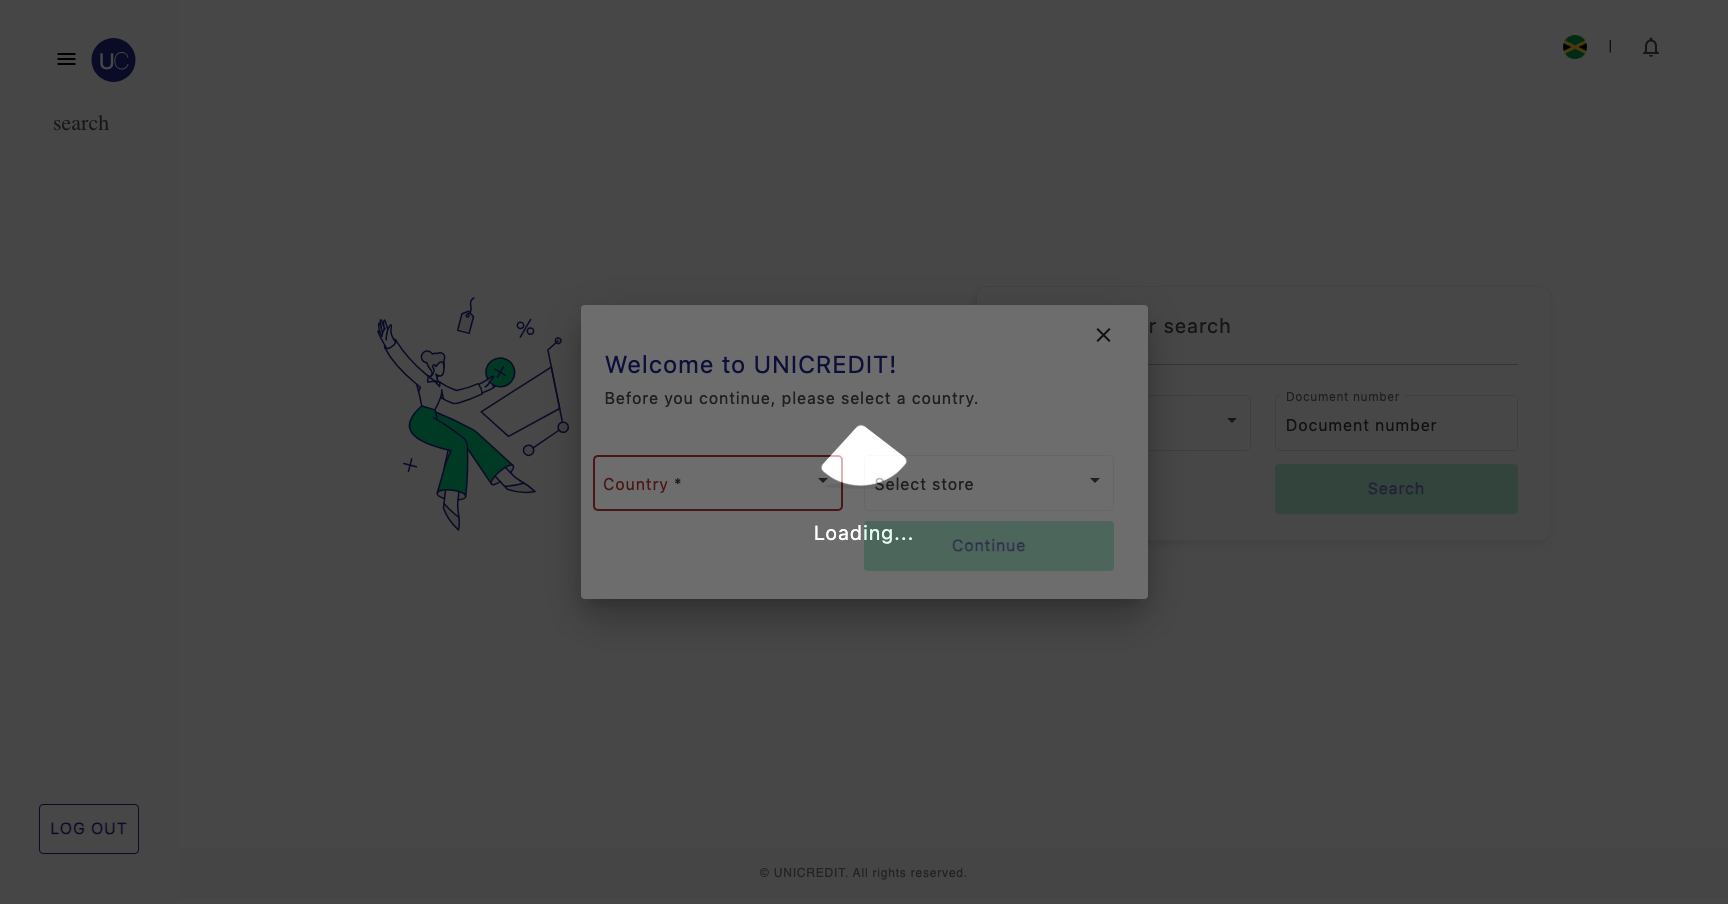 UC
search
r search
Welcome to UNICREDIT!
Before you continue, please select a country.
Country *
Select store
Document number
Document number
Search
Loading...
Continue
LOG OUT
© UNICREDIT. All rights reserved.